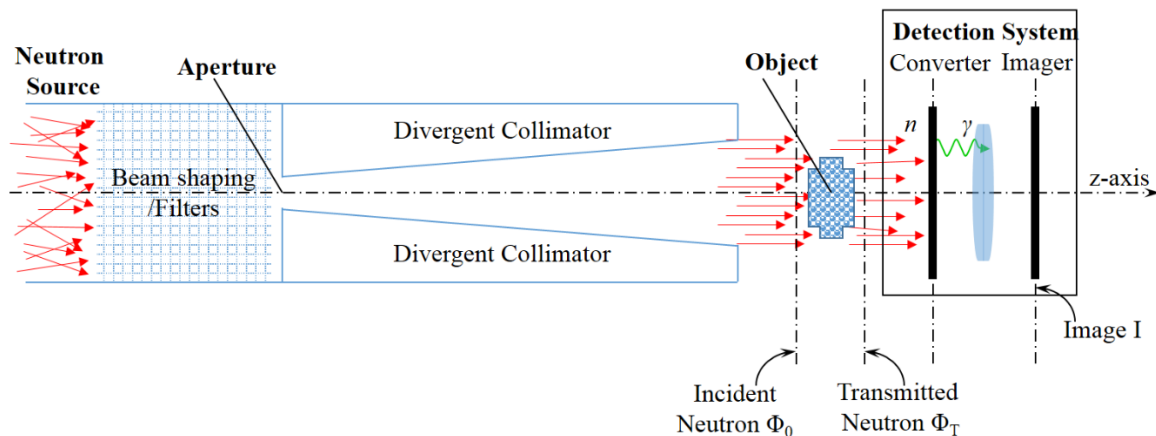 Neutron
Source
Aperture
Beam shaping
/Filters
Divergent Collimator
Divergent Collimator
Object
Detection System
Converter Imager
n
γ
z-axis
Image I
Incident
Neutron Φ₀
Transmitted
Neutron Φ_T